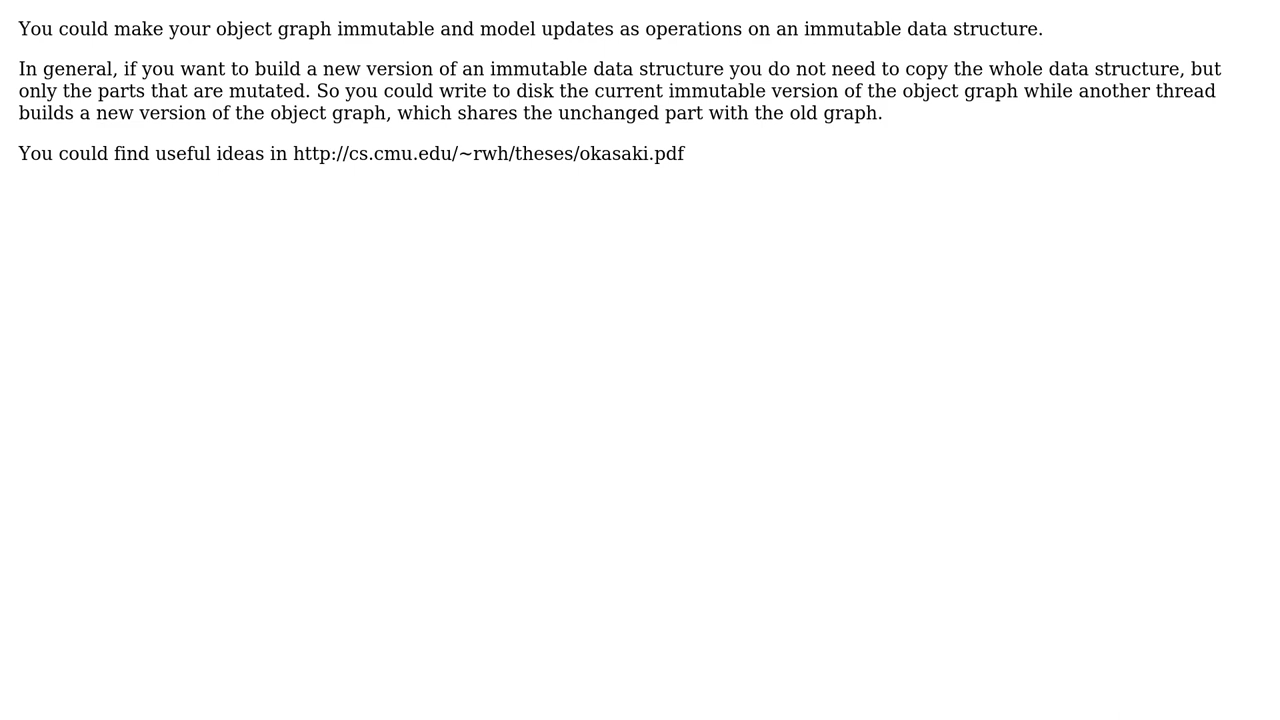 You could make your object graph immutable and model updates as operations on an immutable data structure.
In general, if you want to build a new version of an immutable data structure you do not need to copy the whole data structure, but
only the parts that are mutated. So you could write to disk the current immutable version of the object graph while another thread
builds a new version of the object graph, which shares the unchanged part with the old graph.
You could find useful ideas in http://cs.cmu.edu/~rwh/theses/okasaki.pdf